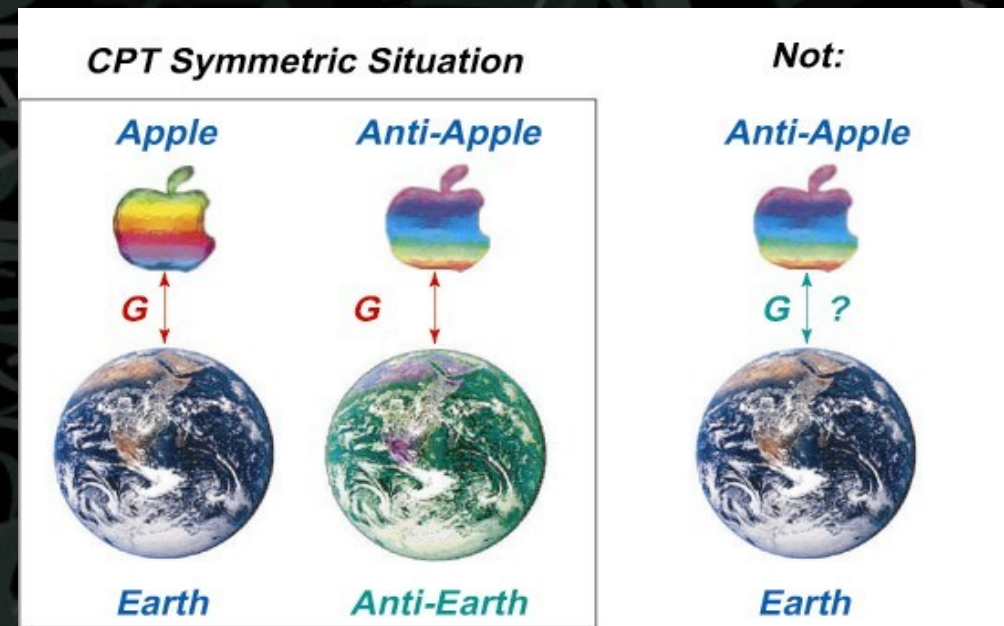 CPT Symmetric Situation
Not:
Apple
Anti-Apple
Anti-Apple
G
G
G ?
Earth
Anti-Earth
Earth